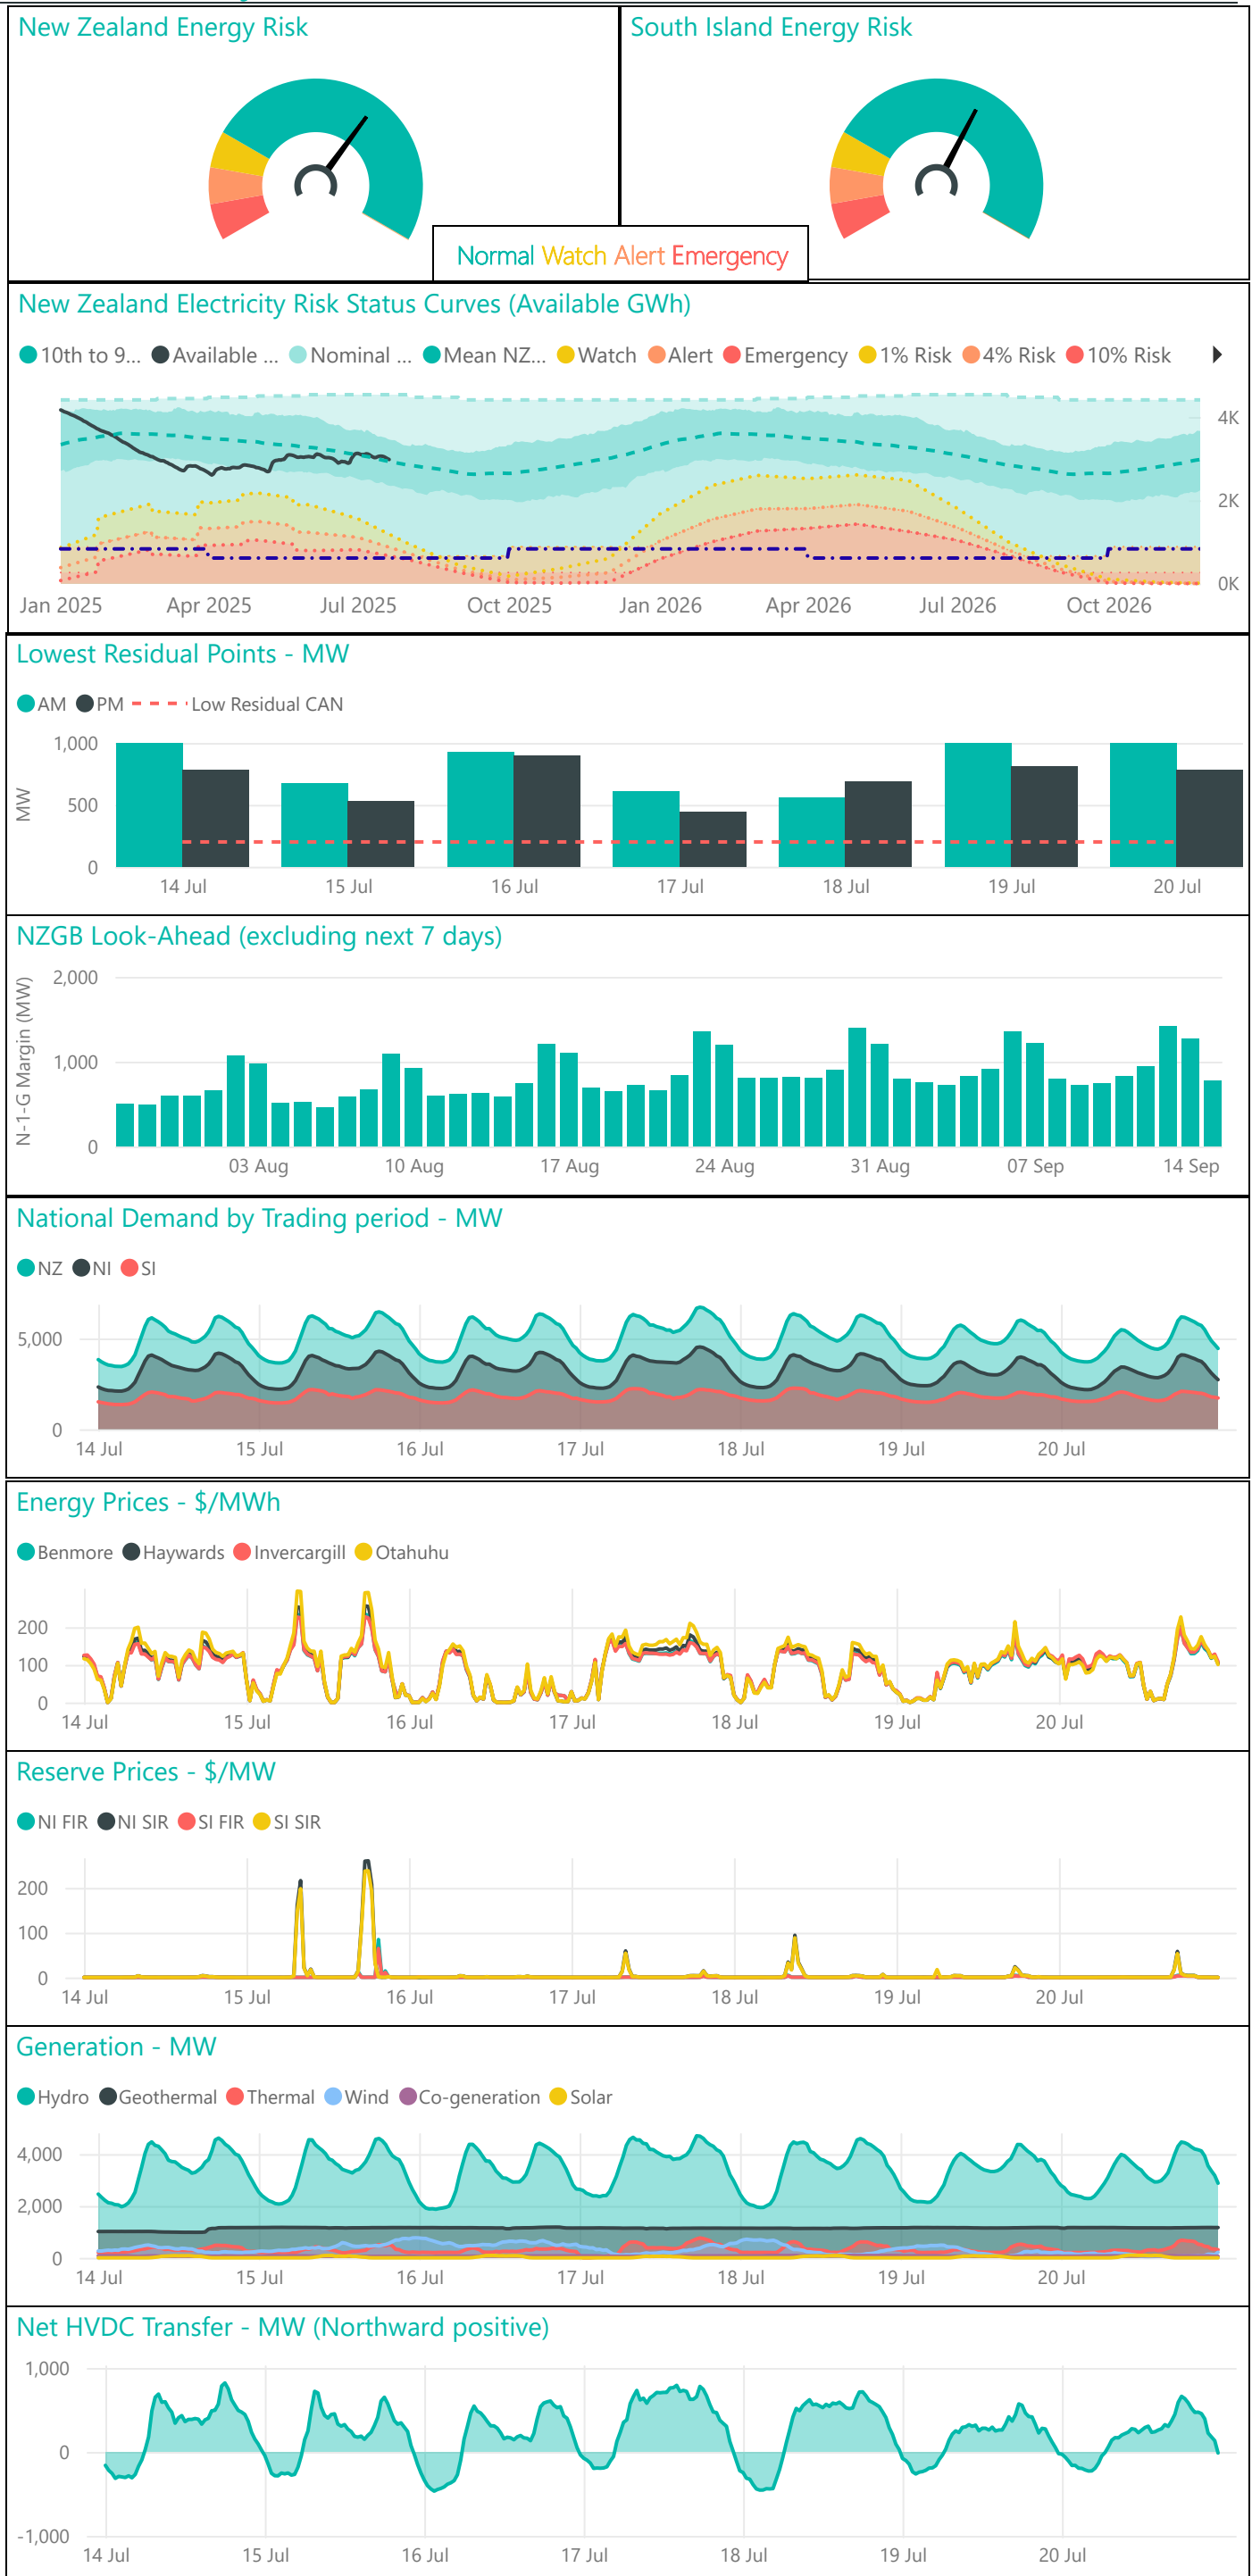 New Zealand Energy Risk
South Island Energy Risk
Normal Watch Alert Emergency
New Zealand Electricity Risk Status Curves (Available GWh)
10th to 9... Available ... Nominal ... Mean NZ... Watch Alert Emergency 1% Risk 4% Risk 10% Risk
4K
2K
0K
Jan 2025 Apr 2025 Jul 2025 Oct 2025 Jan 2026 Apr 2026 Jul 2026 Oct 2026
Lowest Residual Points - MW
AM PM Low Residual CAN
MW
1,000
500
0
14 Jul 15 Jul 16 Jul 17 Jul 18 Jul 19 Jul 20 Jul
NZGB Look-Ahead (excluding next 7 days)
N-1-G Margin (MW)
2,000
1,000
0
03 Aug 10 Aug 17 Aug 24 Aug 31 Aug 07 Sep 14 Sep
National Demand by Trading period - MW
NZ NI SI
5,000
0
14 Jul 15 Jul 16 Jul 17 Jul 18 Jul 19 Jul 20 Jul
Energy Prices - $/MWh
Benmore Haywards Invercargill Otahuhu
200
100
0
14 Jul 15 Jul 16 Jul 17 Jul 18 Jul 19 Jul 20 Jul
Reserve Prices - $/MW
NI FIR NI SIR SI FIR SI SIR
200
100
0
14 Jul 15 Jul 16 Jul 17 Jul 18 Jul 19 Jul 20 Jul
Generation - MW
Hydro Geothermal Thermal Wind Co-generation Solar
4,000
2,000
0
14 Jul 15 Jul 16 Jul 17 Jul 18 Jul 19 Jul 20 Jul
Net HVDC Transfer - MW (Northward positive)
1,000
0
-1,000
14 Jul 15 Jul 16 Jul 17 Jul 18 Jul 19 Jul 20 Jul